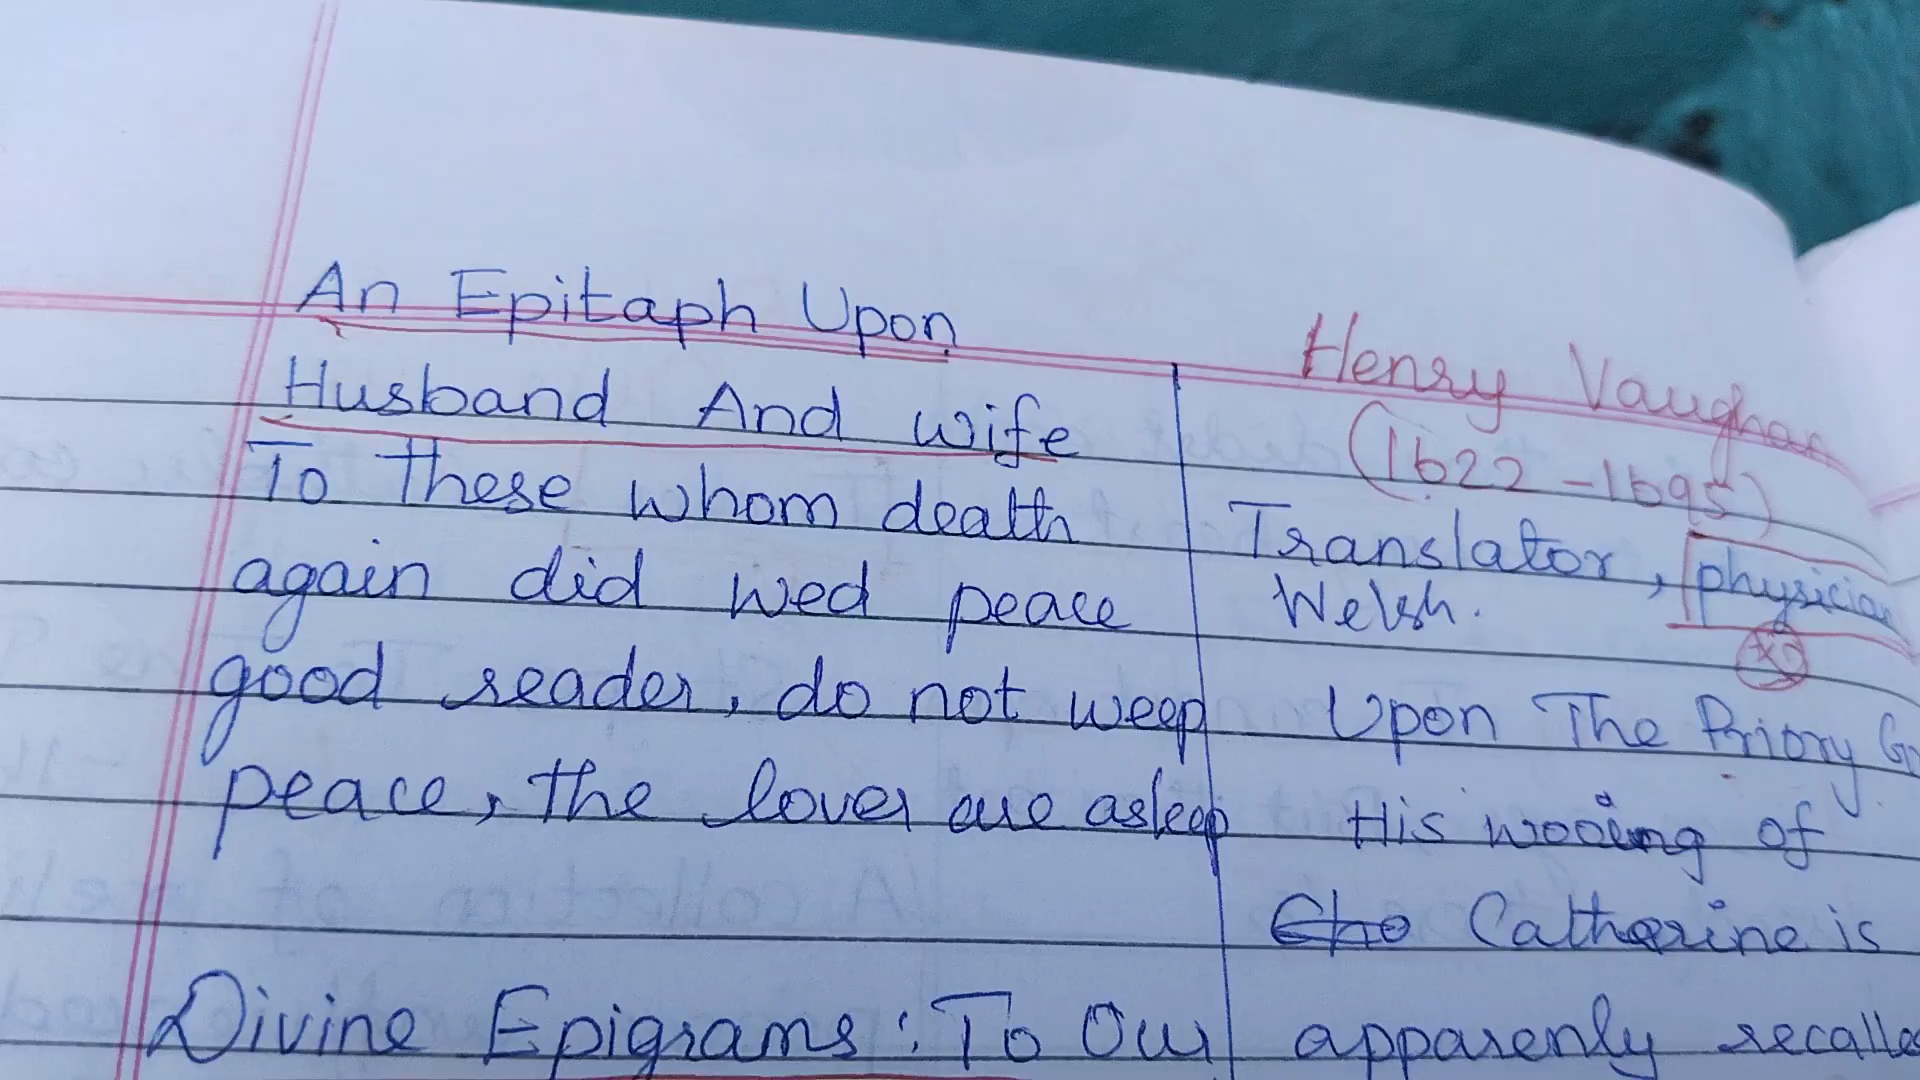 An Epitaph Upon
Husband And wife
To these whom death
again did wed peace
good reader, do not weep
peace, the lover are asleep
Divine Epigrams : To Our
Henry Vaughan
(1622 - 1695)
Translator, physician
Welsh.
Upon The Priory
His wooing of
Catherine is
apparenly recalle